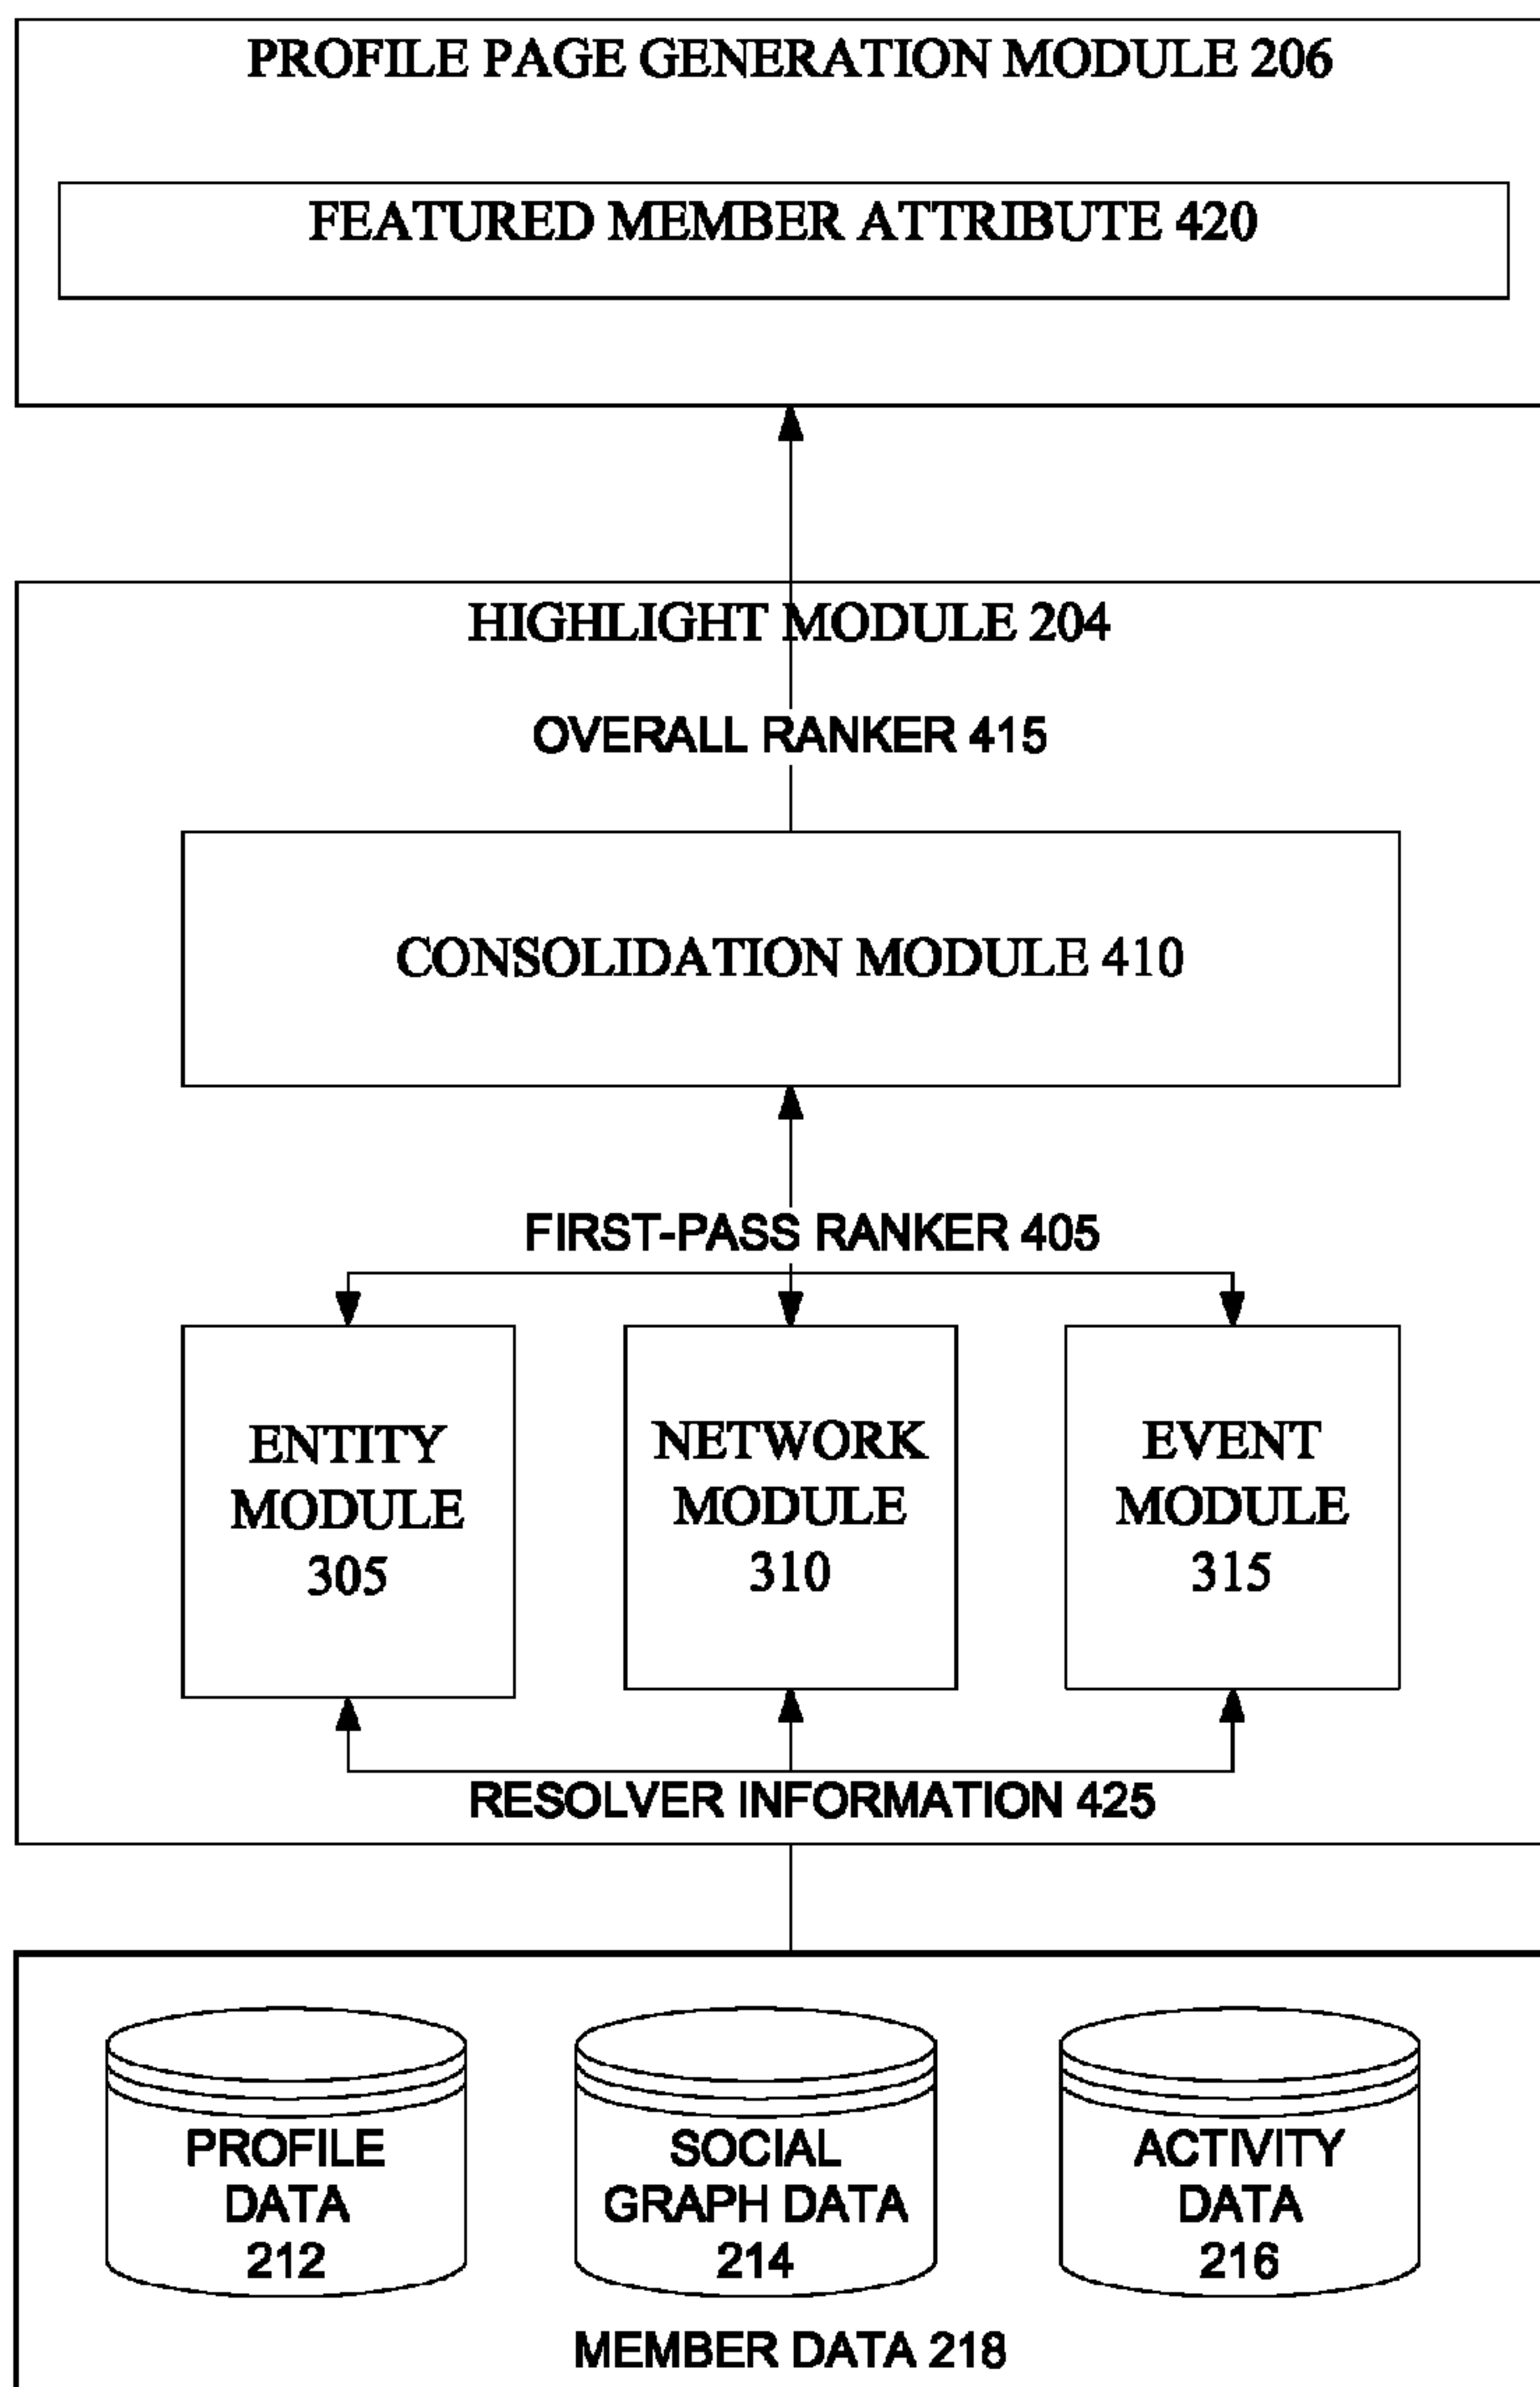 PROFILE PAGE GENERATION MODULE 206
FEATURED MEMBER ATTRIBUTE 420
HIGHLIGHT MODULE 204
OVERALL RANKER 415
CONSOLIDATION MODULE 410
FIRST-PASS RANKER 405
ENTITY
MODULE
305
NETWORK
MODULE
310
EVENT
MODULE
315
RESOLVER INFORMATION 425
PROFILE
DATA
212
SOCIAL
GRAPH DATA
214
ACTIVITY
DATA
216
MEMBER DATA 218